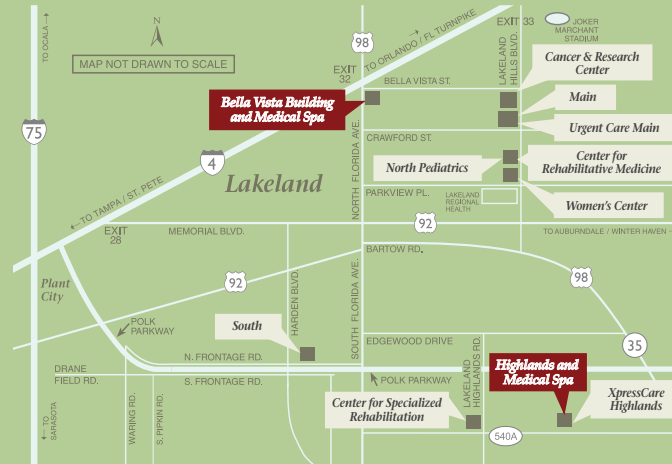 TO OCALA
N
MAP NOT DRAWN TO SCALE
98
TO ORLANDO / FL TURNPIKE
EXIT 33
JOKER
MARCHANT
STADIUM
EXIT
32
LAKELAND
HILLS BLVD.
Cancer & Research
Center
BELLA VISTA ST.
Bella Vista Building
and Medical Spa
Main
Urgent Care Main
75
4
CRAWFORD ST.
NORTH FLORIDA AVE.
North Pediatrics
Center for
Rehabilitative Medicine
Lakeland
PARKVIEW PL.
LAKELAND
REGIONAL
HEALTH
Women's Center
TO TAMPA / ST. PETE
EXIT
28
MEMORIAL BLVD.
92
TO AUBURNDALE / WINTER HAVEN
BARTOW RD.
92
98
Plant
City
HARDEN BLVD.
SOUTH FLORIDA AVE.
POLK
PARKWAY
South
EDGEWOOD DRIVE
35
N. FRONTAGE RD.
DRANE
FIELD RD.
S. FRONTAGE RD.
POLK PARKWAY
LAKELAND
HIGHLANDS RD.
Highlands and
Medical Spa
XpressCare
Highlands
Center for Specialized
Rehabilitation
TO
SARASOTA
WARING RD.
S. PIPKIN RD.
540A